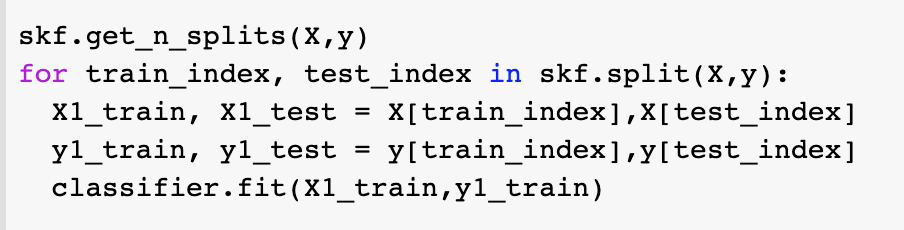 skf.get_n_splits(X,y)
for train_index, test_index in skf.split(X,y):
  X1_train, X1_test = X[train_index],X[test_index]
  y1_train, y1_test = y[train_index],y[test_index]
  classifier.fit(X1_train,y1_train)